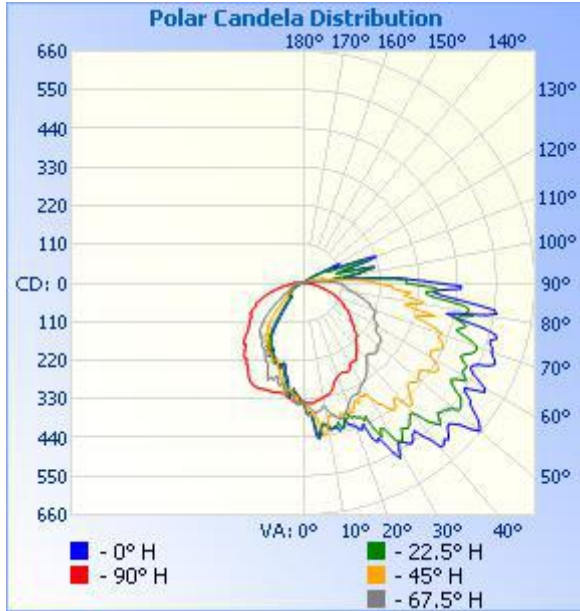 Polar Candela Distribution
660 180° 170° 160° 150° 140°
550 130°
440 120°
330 110°
220
110 100°
CD: 0 90°
110 80°
220 70°
330 60°
440
550 50°
660
VA: 0° 10° 20° 30° 40°
- 0° H - 22.5° H
- 90° H - 45° H
- 67.5° H